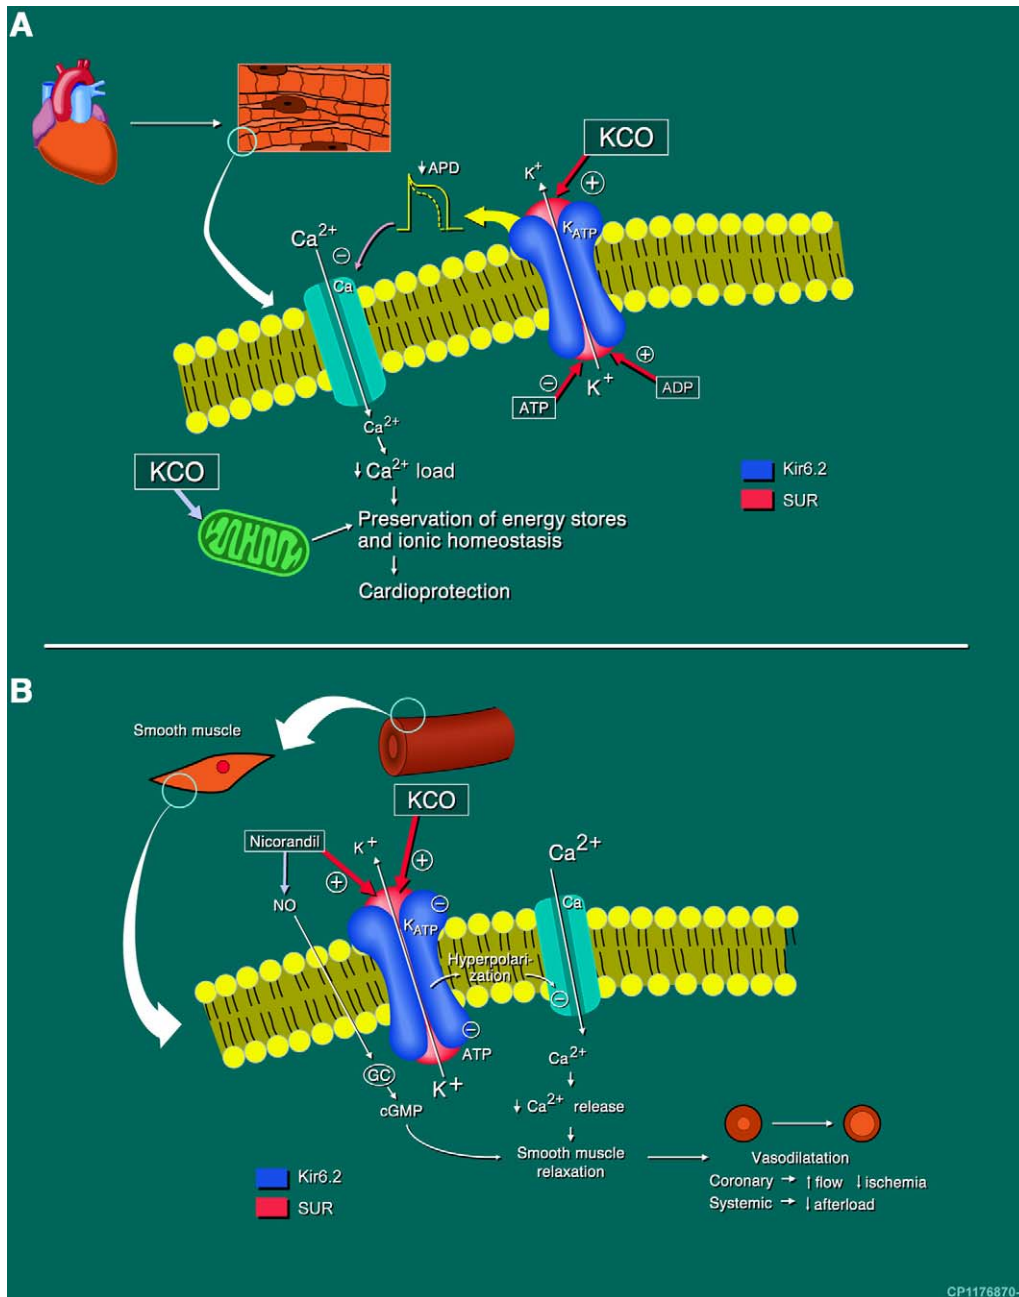 A
KCO
↓APD
K+
+
KATP
Ca2+
−
Ca
+
K+
−
ATP
ADP
Ca2+
↓Ca2+ load
KCO
Kir6.2
SUR
Preservation of energy stores
and ionic homeostasis
Cardioprotection
B
Smooth muscle
KCO
Nicorandil
K+
+
+
Ca2+
NO
−
Ca
KATP
Hyperpolari-
zation
−
−
ATP
Ca2+
GC
K+
cGMP
↓ Ca2+ release
Smooth muscle
relaxation
Vasodilatation
Coronary → ↑flow ↓ischemia
Systemic → ↓afterload
Kir6.2
SUR
CP1176870-